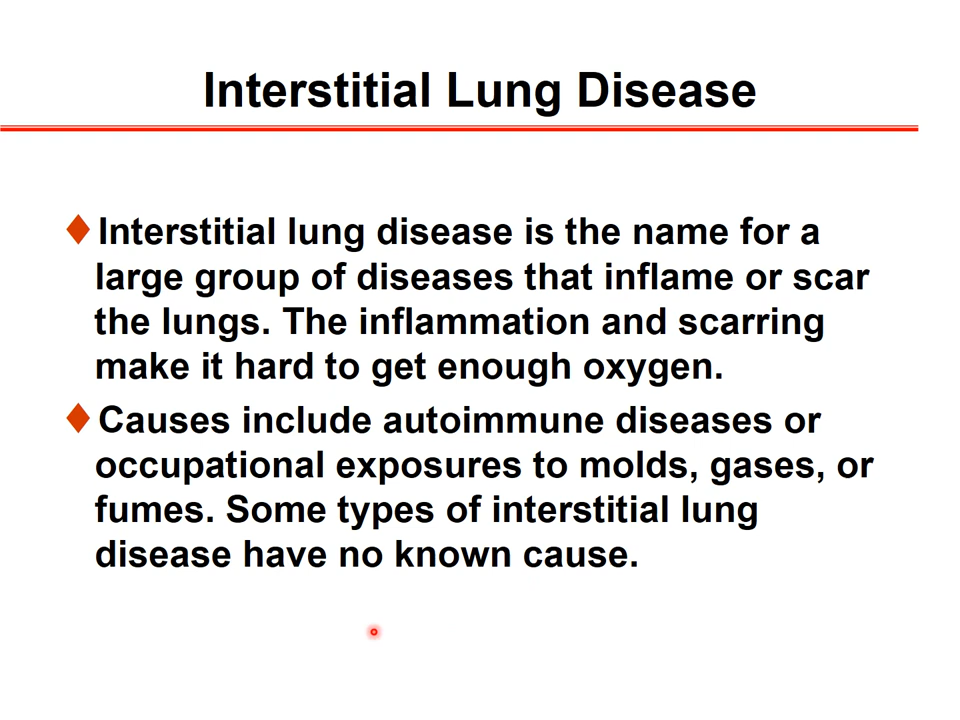 Interstitial Lung Disease
Interstitial lung disease is the name for a
large group of diseases that inflame or scar
the lungs. The inflammation and scarring
make it hard to get enough oxygen.
Causes include autoimmune diseases or
occupational exposures to molds, gases, or
fumes. Some types of interstitial lung
disease have no known cause.